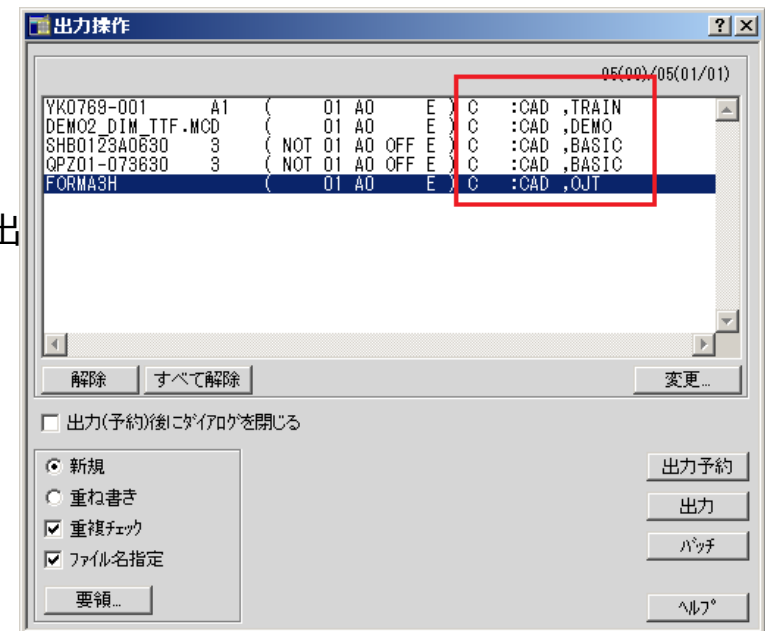 出力操作
05(00)/05(01/01)
YK0769-001 A1 ( 01 A0 E ) C :CAD ,TRAIN
DEMO2_DIM_TTF.MCD ( 01 A0 E ) C :CAD ,DEMO
SHB0123A0630 3 ( NOT 01 A0 OFF E ) C :CAD ,BASIC
QPZ01-073630 3 ( NOT 01 A0 OFF E ) C :CAD ,BASIC
FORMA3H ( 01 A0 E ) C :CAD ,OJT
出
解除 すべて解除 変更...
出力(予約)後にダイアログを閉じる
新規 出力予約
重ね書き 出力
重複チェック バッチ
ファイル名指定
要領... ヘルプ